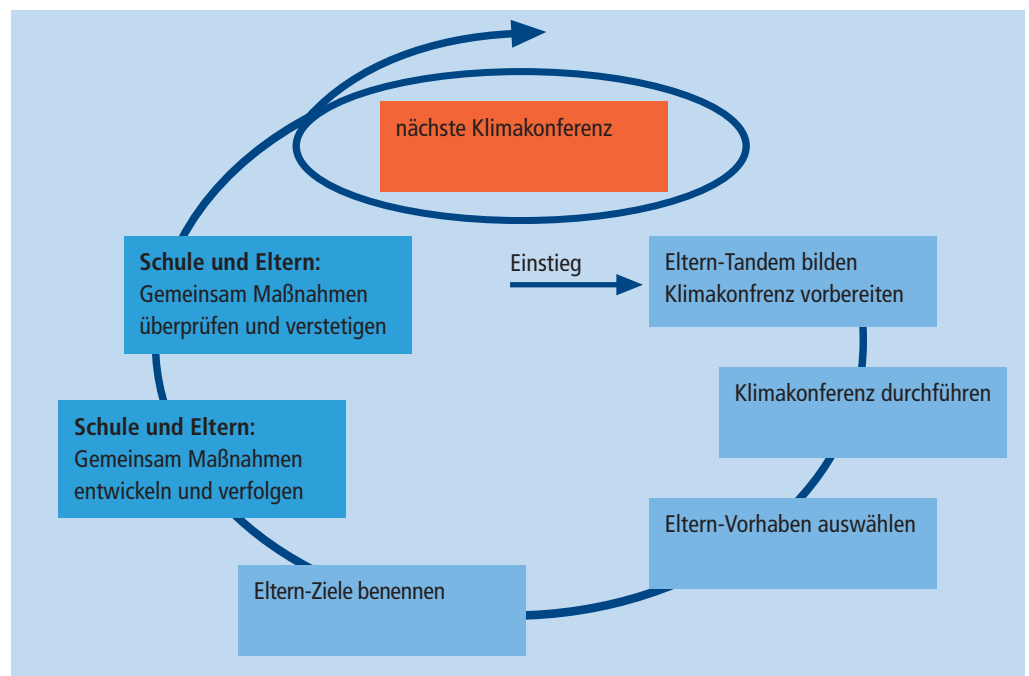 nächste Klimakonferenz
Einstieg
Eltern-Tandem bilden
Klimakonfrenz vorbereiten
Klimakonferenz durchführen
Eltern-Vorhaben auswählen
Eltern-Ziele benennen
Schule und Eltern:
Gemeinsam Maßnahmen
entwickeln und verfolgen
Schule und Eltern:
Gemeinsam Maßnahmen
überprüfen und verstetigen